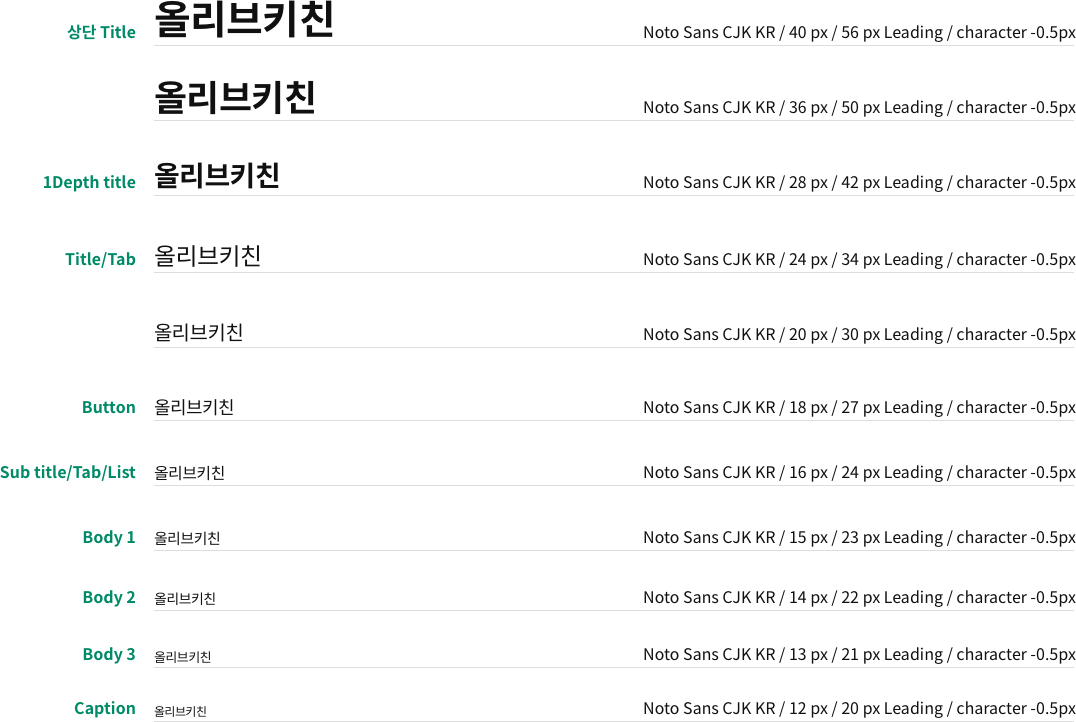 상단 Title 올리브키친 Noto Sans CJK KR / 40 px / 56 px Leading / character -0.5px
올리브키친 Noto Sans CJK KR / 36 px / 50 px Leading / character -0.5px
1Depth title 올리브키친 Noto Sans CJK KR / 28 px / 42 px Leading / character -0.5px
Title/Tab 올리브키친 Noto Sans CJK KR / 24 px / 34 px Leading / character -0.5px
올리브키친 Noto Sans CJK KR / 20 px / 30 px Leading / character -0.5px
Button 올리브키친 Noto Sans CJK KR / 18 px / 27 px Leading / character -0.5px
Sub title/Tab/List 올리브키친 Noto Sans CJK KR / 16 px / 24 px Leading / character -0.5px
Body 1 올리브키친 Noto Sans CJK KR / 15 px / 23 px Leading / character -0.5px
Body 2 올리브키친 Noto Sans CJK KR / 14 px / 22 px Leading / character -0.5px
Body 3 올리브키친 Noto Sans CJK KR / 13 px / 21 px Leading / character -0.5px
Caption 올리브키친 Noto Sans CJK KR / 12 px / 20 px Leading / character -0.5px